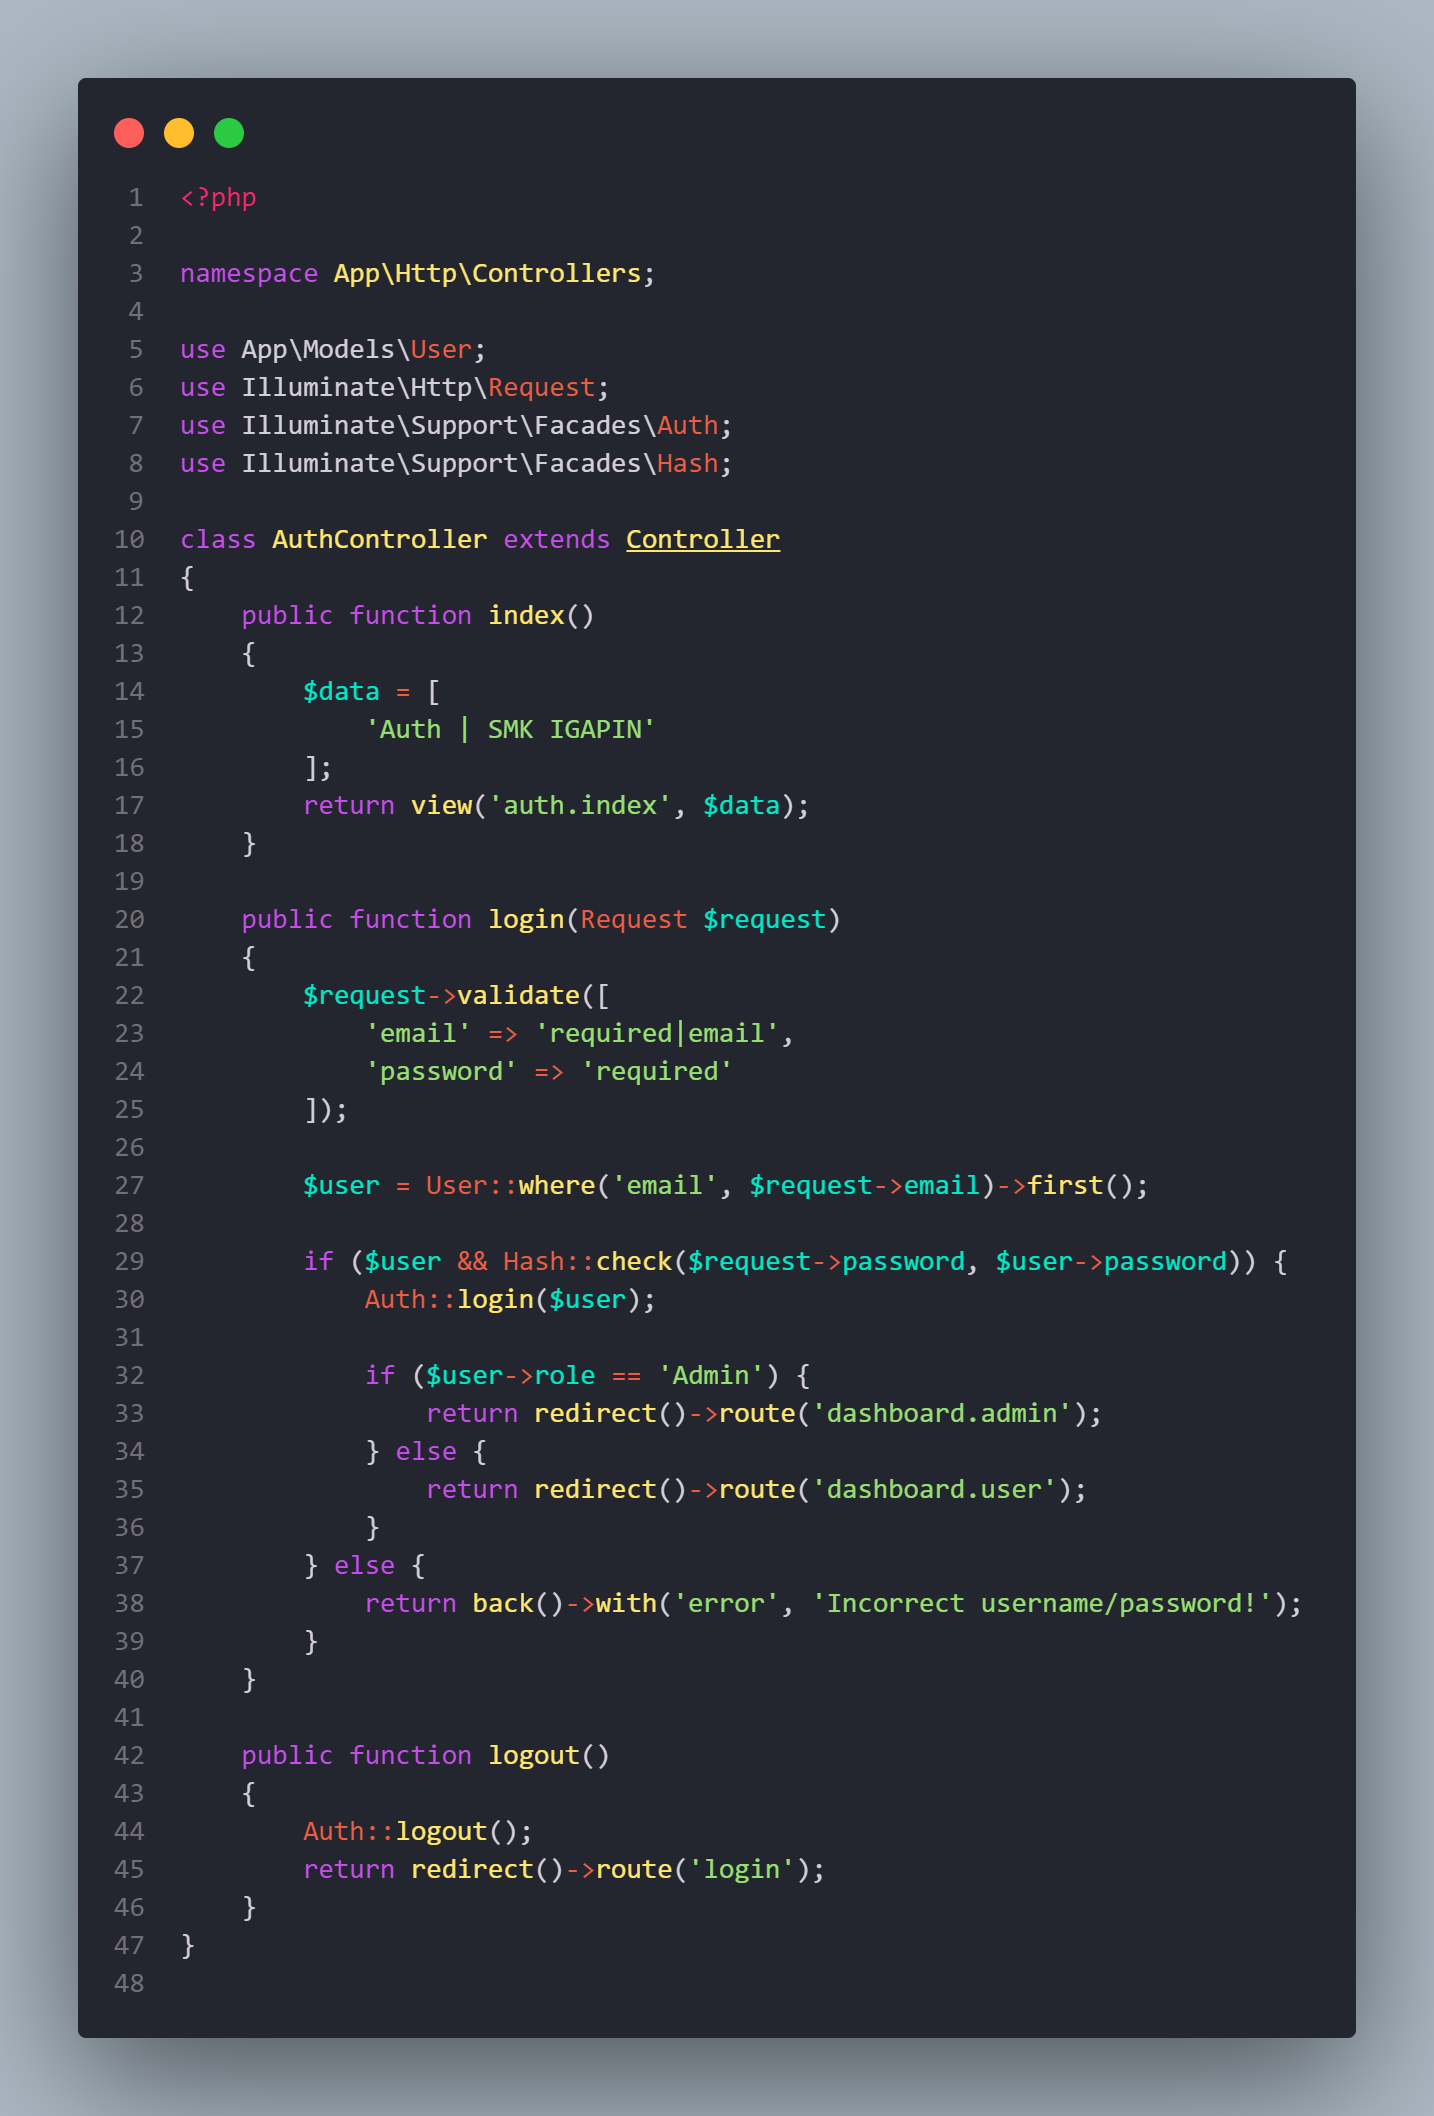 1 <?php
2
3 namespace App\Http\Controllers;
4
5 use App\Models\User;
6 use Illuminate\Http\Request;
7 use Illuminate\Support\Facades\Auth;
8 use Illuminate\Support\Facades\Hash;
9
10 class AuthController extends Controller
11 {
12     public function index()
13     {
14         $data = [
15             'Auth | SMK IGAPIN'
16         ];
17         return view('auth.index', $data);
18     }
19
20     public function login(Request $request)
21     {
22         $request->validate([
23             'email' => 'required|email',
24             'password' => 'required'
25         ]);
26
27         $user = User::where('email', $request->email)->first();
28
29         if ($user && Hash::check($request->password, $user->password)) {
30             Auth::login($user);
31
32             if ($user->role == 'Admin') {
33                 return redirect()->route('dashboard.admin');
34             } else {
35                 return redirect()->route('dashboard.user');
36             }
37         } else {
38             return back()->with('error', 'Incorrect username/password!');
39         }
40     }
41
42     public function logout()
43     {
44         Auth::logout();
45         return redirect()->route('login');
46     }
47 }
48